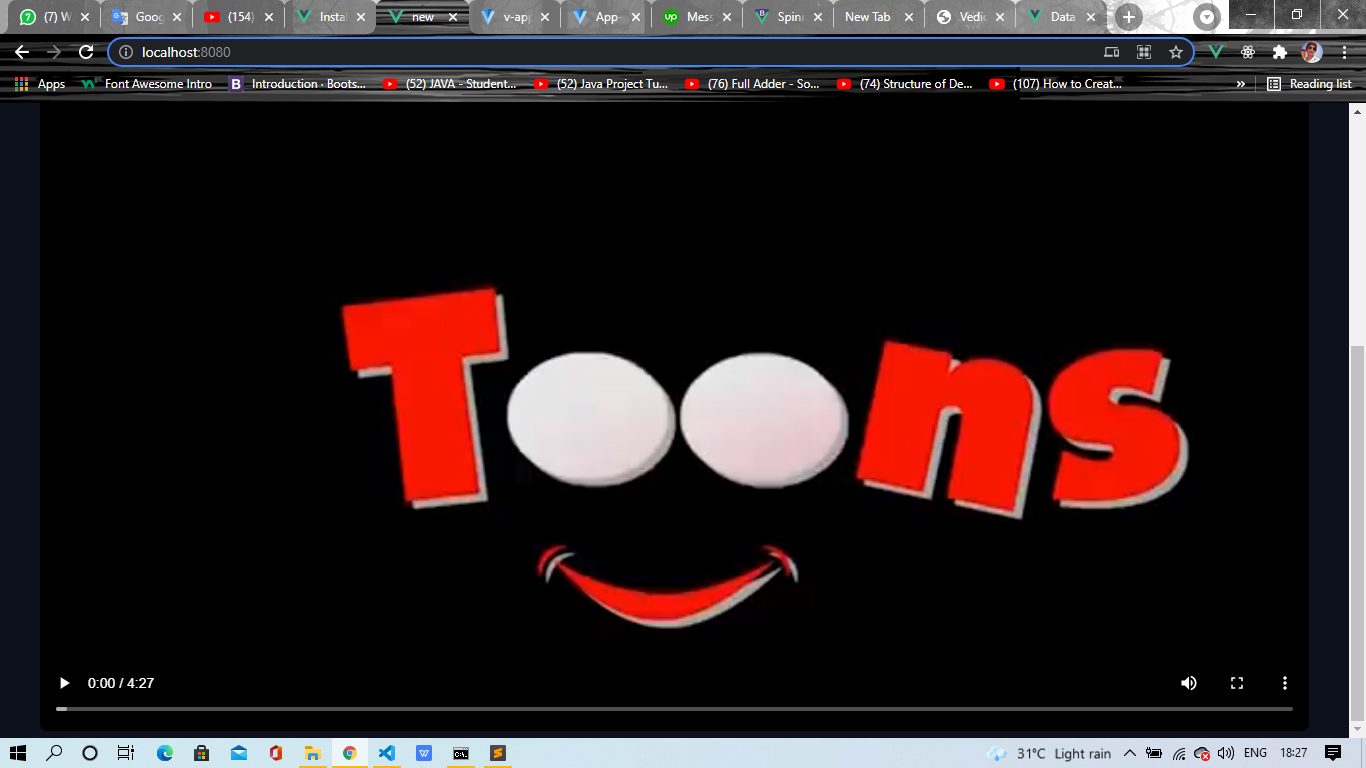 (7) W
Goog
(154)
Instal
new
v-app
App-
Mess
Spinn
New Tab
Vedic
Data
localhost:8080
Apps
Font Awesome Intro
B Introduction · Boots...
(52) JAVA - Student...
(52) Java Project Tu...
(76) Full Adder - So...
(74) Structure of De...
(107) How to Creat...
»
Reading list
Toons
0:00 / 4:27
31°C Light rain
ENG
18:27